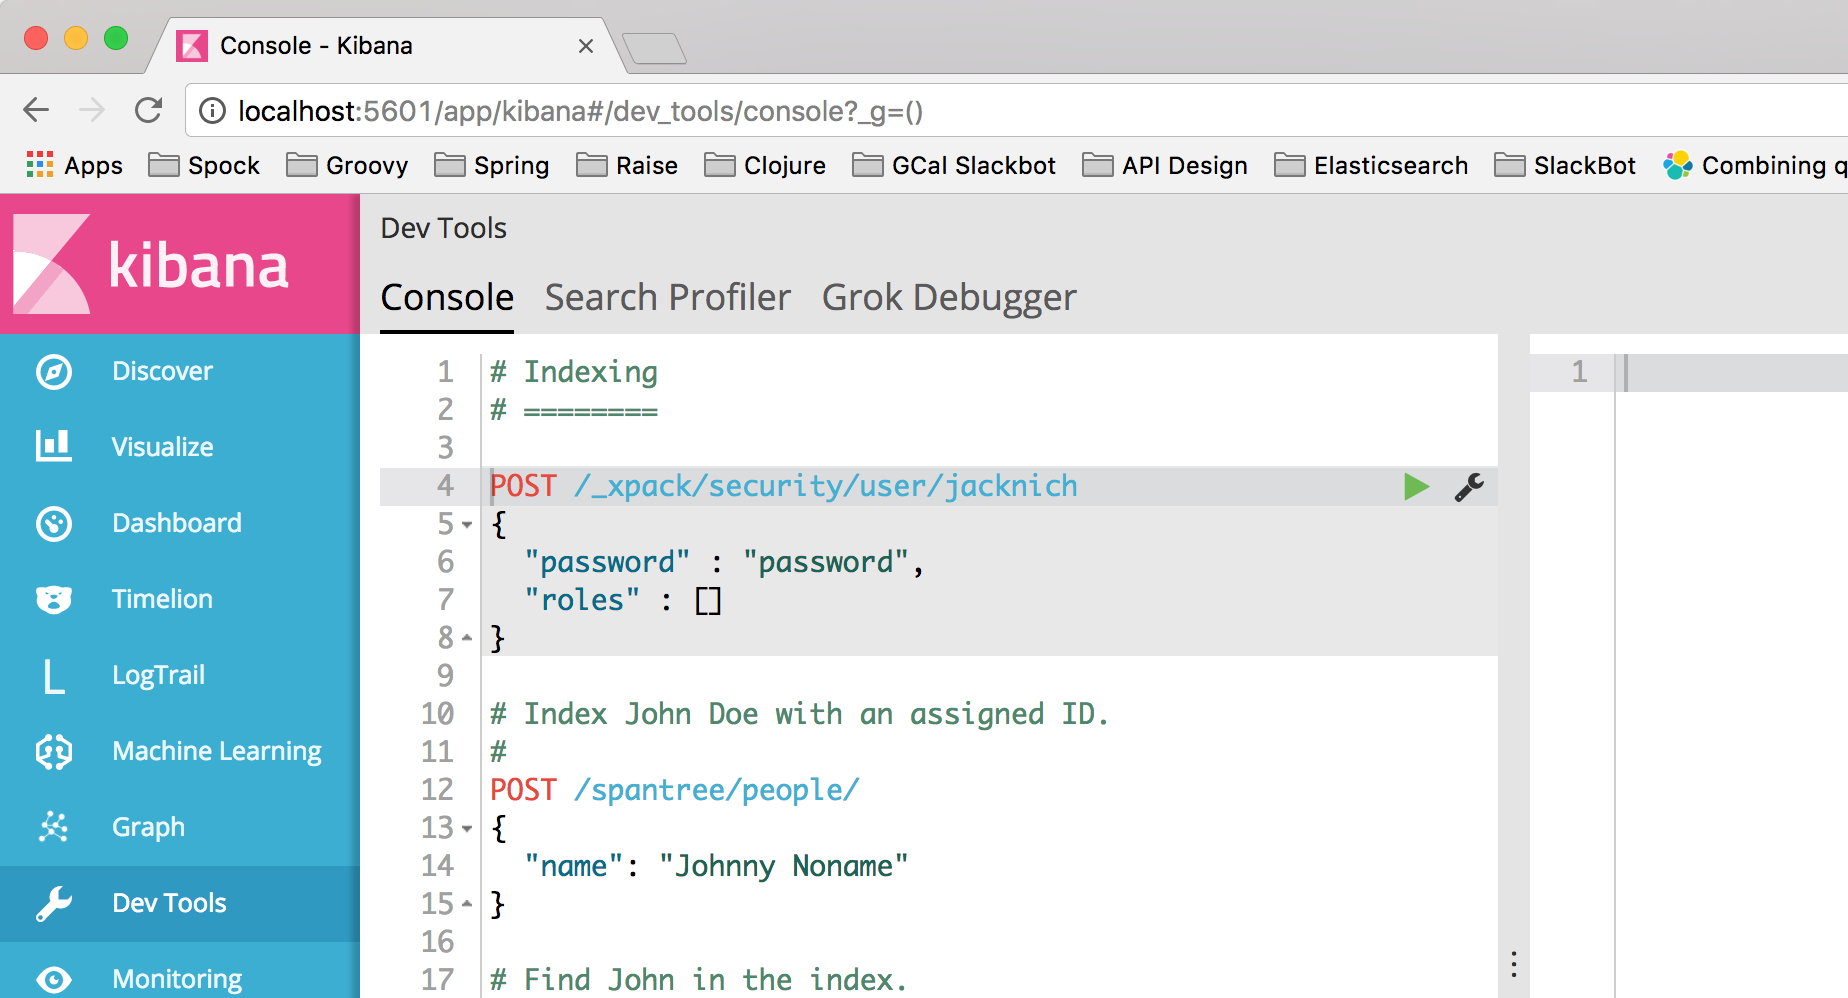 Console - Kibana
localhost:5601/app/kibana#/dev_tools/console?_g=()
Apps Spock Groovy Spring Raise Clojure GCal Slackbot API Design Elasticsearch SlackBot Combining q
kibana
Discover
Visualize
Dashboard
Timelion
LogTrail
Machine Learning
Graph
Dev Tools
Monitoring
Dev Tools
Console Search Profiler Grok Debugger
1 # Indexing
2 # ========
3
4 POST /_xpack/security/user/jacknich
5 {
6 "password" : "password",
7 "roles" : []
8 }
9
10 # Index John Doe with an assigned ID.
11 #
12 POST /spantree/people/
13 {
14 "name": "Johnny Noname"
15 }
16
17 # Find John in the index.
1